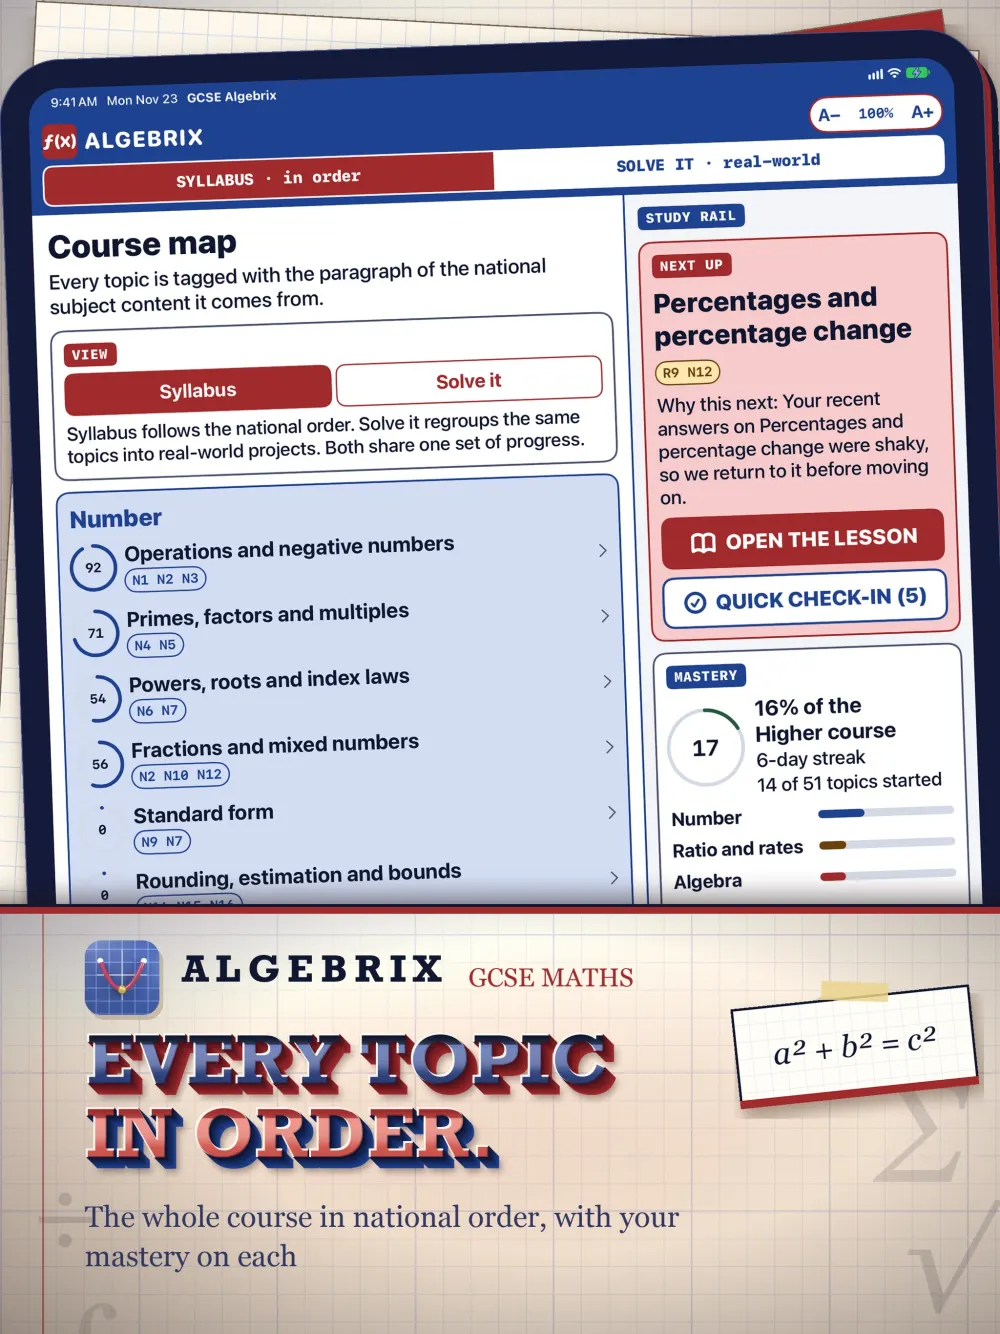 9:41 AM Mon Nov 23 GCSE Algebrix
f(x) ALGEBRIX
A− 100% A+
SYLLABUS · in order
SOLVE IT · real-world
Course map
Every topic is tagged with the paragraph of the national
subject content it comes from.
VIEW
Syllabus
Solve it
Syllabus follows the national order. Solve it regroups the same
topics into real-world projects. Both share one set of progress.
Number
92 Operations and negative numbers
N1 N2 N3
71 Primes, factors and multiples
N4 N5
54 Powers, roots and index laws
N6 N7
56 Fractions and mixed numbers
N2 N10 N12
0 Standard form
N9 N7
0 Rounding, estimation and bounds
STUDY RAIL
NEXT UP
Percentages and
percentage change
R9 N12
Why this next: Your recent
answers on Percentages and
percentage change were shaky,
so we return to it before moving
on.
OPEN THE LESSON
QUICK CHECK-IN (5)
MASTERY
17
16% of the
Higher course
6-day streak
14 of 51 topics started
Number
Ratio and rates
Algebra
ALGEBRIX GCSE MATHS
EVERY TOPIC
IN ORDER.
a² + b² = c²
The whole course in national order, with your
mastery on each
÷
Σ
√